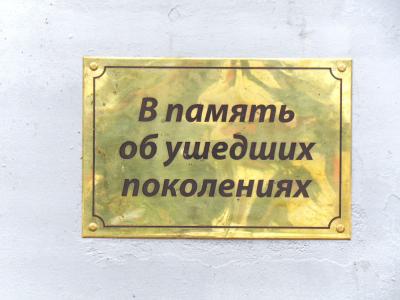 В память
об ушедших
поколениях